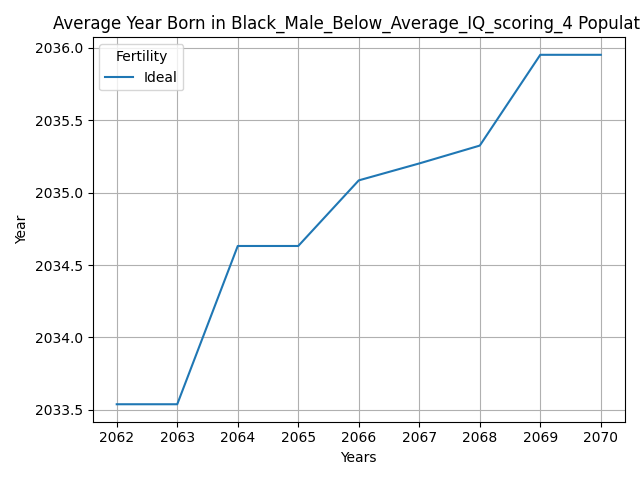 Average Year Born in Black_Male_Below_Average_IQ_scoring_4 Populat
Fertility
Ideal
2036.0
2035.5
2035.0
2034.5
2034.0
2033.5
Year
2062 2063 2064 2065 2066 2067 2068 2069 2070
Years